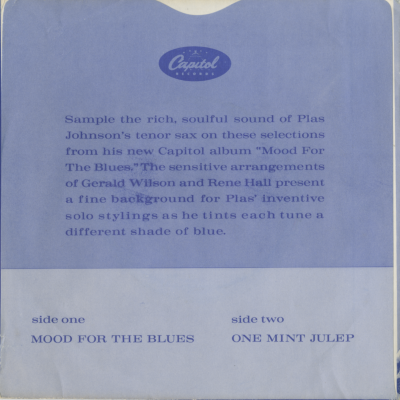 Capitol
RECORDS
Sample the rich, soulful sound of Plas
Johnson's tenor sax on these selections
from his new Capitol album "Mood For
The Blues." The sensitive arrangements
of Gerald Wilson and Rene Hall present
a fine background for Plas' inventive
solo stylings as he tints each tune a
different shade of blue.
side one
MOOD FOR THE BLUES
side two
ONE MINT JULEP